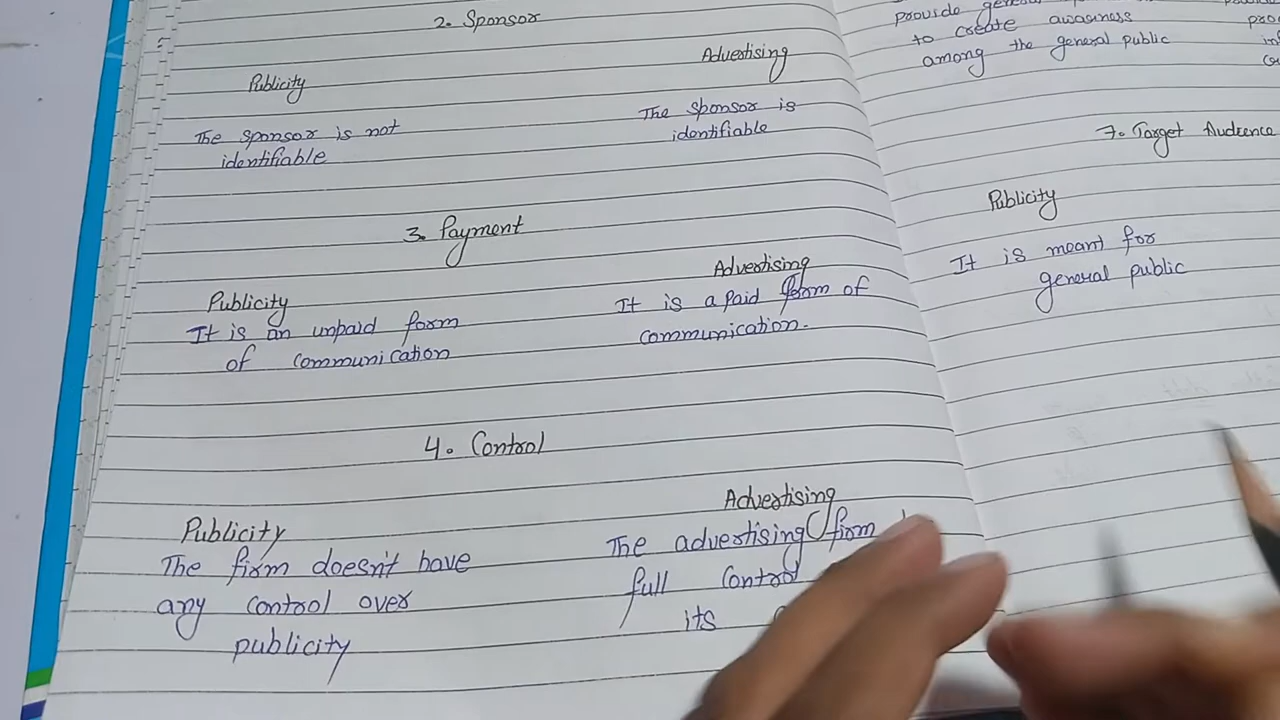 2. Sponsor
Publicity
Advertising
The sponsor is not
identifiable
The sponsor is
identifiable
3. Payment
Publicity
It is an unpaid form
of communication
Advertising
It is a paid form of
communication.
4. Control
Publicity
The firm doesn't have
any control over
publicity
Advertising
The advertising firm
full control
its
provide
to create awarness
among the general public
7. Target Audience
Publicity
It is meant for
general public